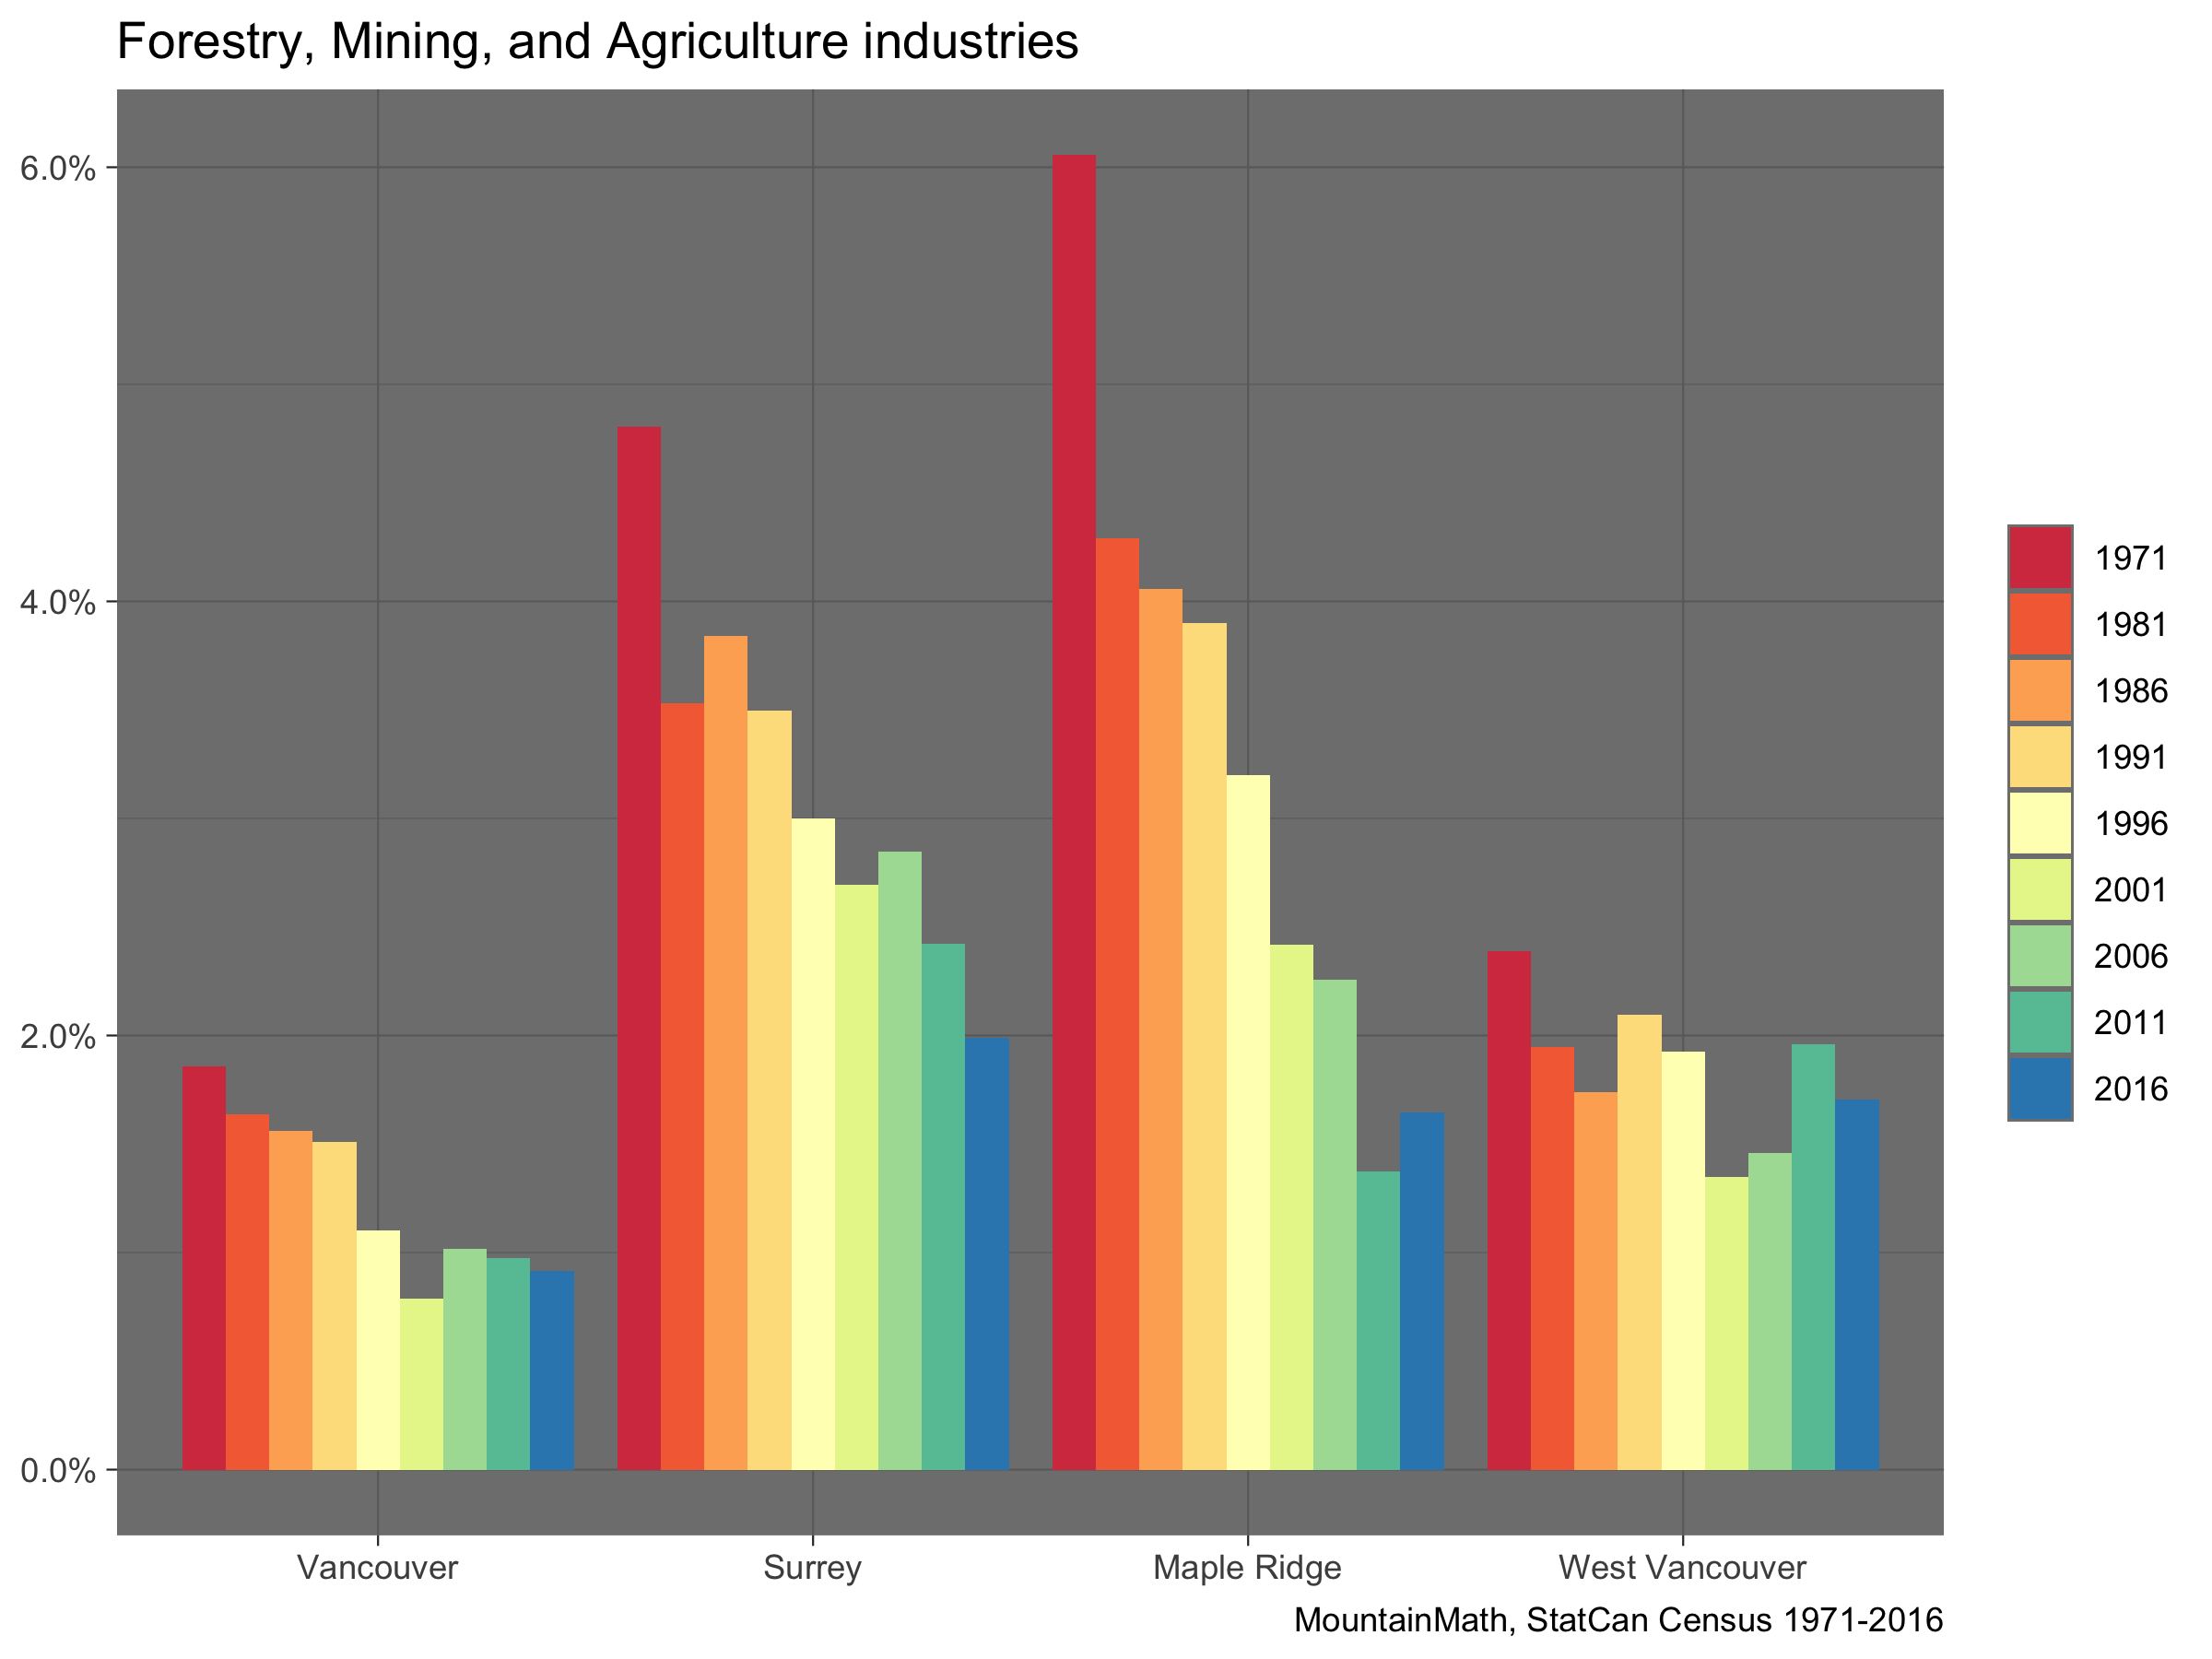 Forestry, Mining, and Agriculture industries
6.0%
4.0%
2.0%
0.0%
Vancouver
Surrey
Maple Ridge
West Vancouver
1971
1981
1986
1991
1996
2001
2006
2011
2016
MountainMath, StatCan Census 1971-2016